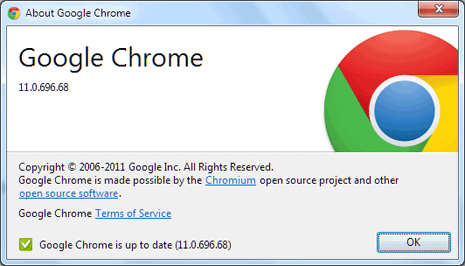 About Google Chrome
Google Chrome
11.0.696.68
Copyright © 2006-2011 Google Inc. All Rights Reserved.
Google Chrome is made possible by the Chromium open source project and other
open source software.
Google Chrome Terms of Service
Google Chrome is up to date (11.0.696.68)
OK